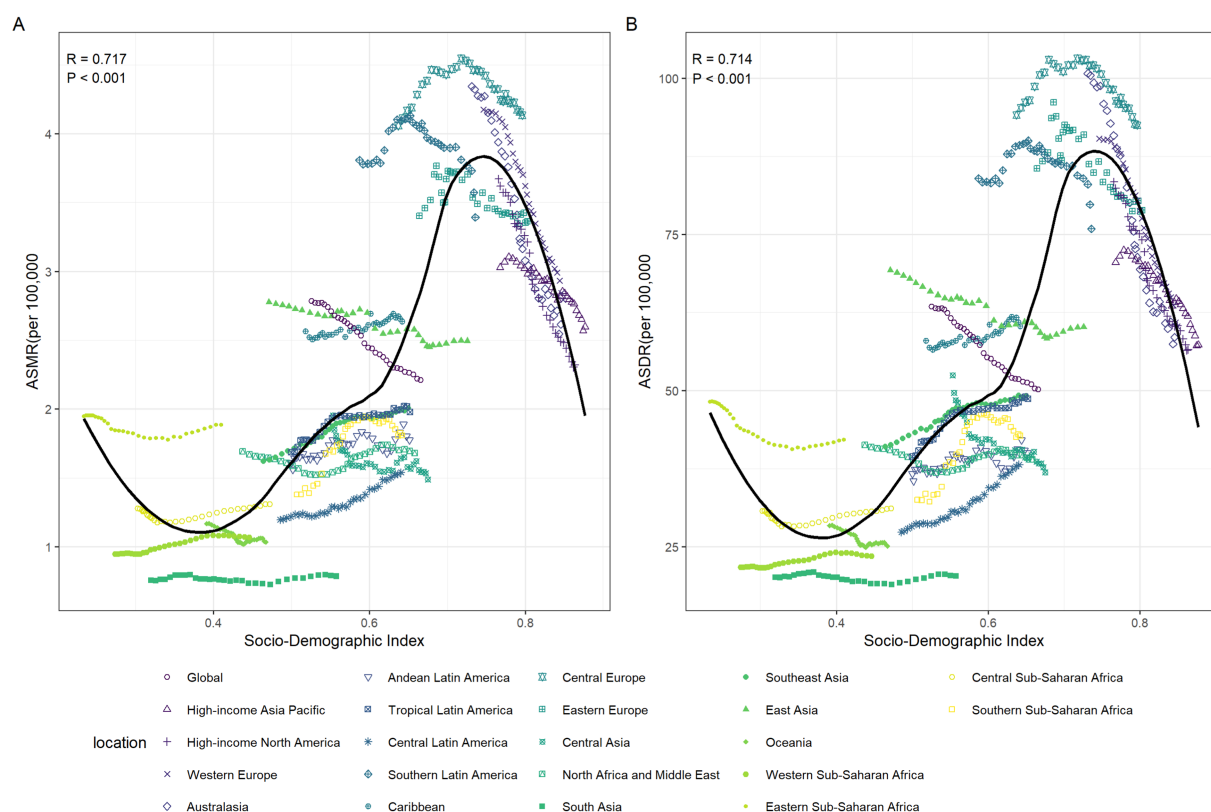 A
B
R = 0.717
P < 0.001
R = 0.714
P < 0.001
ASMR(per 100,000)
4
3
2
1
0.4
0.6
0.8
Socio-Demographic Index
ASDR(per 100,000)
100
75
50
25
0.4
0.6
0.8
Socio-Demographic Index
location
Global
High-income Asia Pacific
High-income North America
Western Europe
Australasia
Andean Latin America
Tropical Latin America
Central Latin America
Southern Latin America
Caribbean
Central Europe
Eastern Europe
Central Asia
North Africa and Middle East
South Asia
Southeast Asia
East Asia
Oceania
Western Sub-Saharan Africa
Eastern Sub-Saharan Africa
Central Sub-Saharan Africa
Southern Sub-Saharan Africa